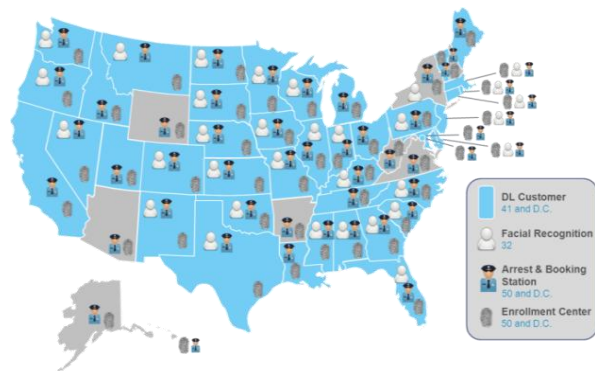 DL Customer
41 and D.C.
Facial Recognition
32
Arrest & Booking
Station
50 and D.C.
Enrollment Center
50 and D.C.